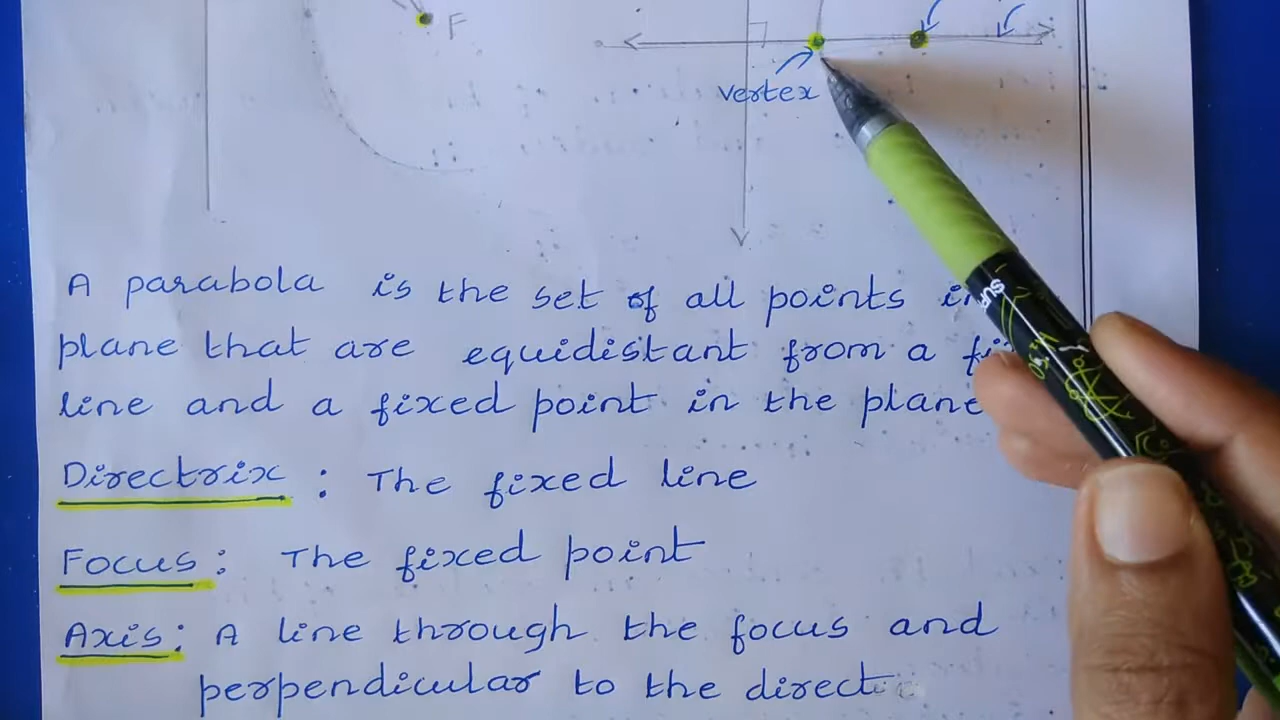 F
vertex
A parabola is the set of all points in
plane that are equidistant from a
line and a fixed point in the plane
Directrix : The fixed line
Focus : The fixed point
Axis : A line through the focus and
perpendicular to the direct